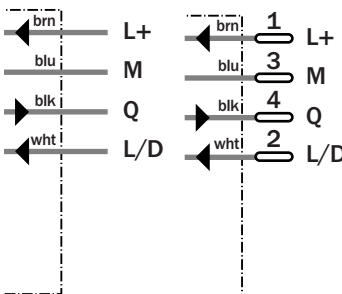 brn L+
blu M
blk Q
wht L/D
brn 1 L+
blu 3 M
blk 4 Q
wht 2 L/D